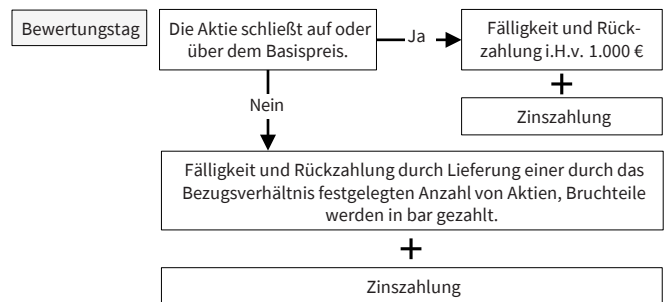 Bewertungstag
Die Aktie schließt auf oder
über dem Basispreis.
Ja
Fälligkeit und Rück-
zahlung i.H.v. 1.000 €
+
Zinszahlung
Nein
Fälligkeit und Rückzahlung durch Lieferung einer durch das
Bezugsverhältnis festgelegten Anzahl von Aktien, Bruchteile
werden in bar gezahlt.
+
Zinszahlung